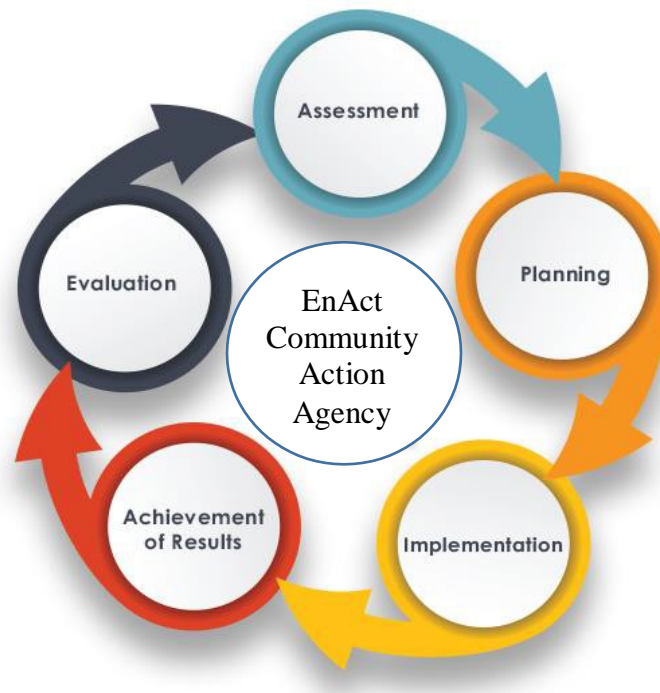 Assessment
Planning
Implementation
Achievement
of Results
Evaluation
EnAct
Community
Action
Agency